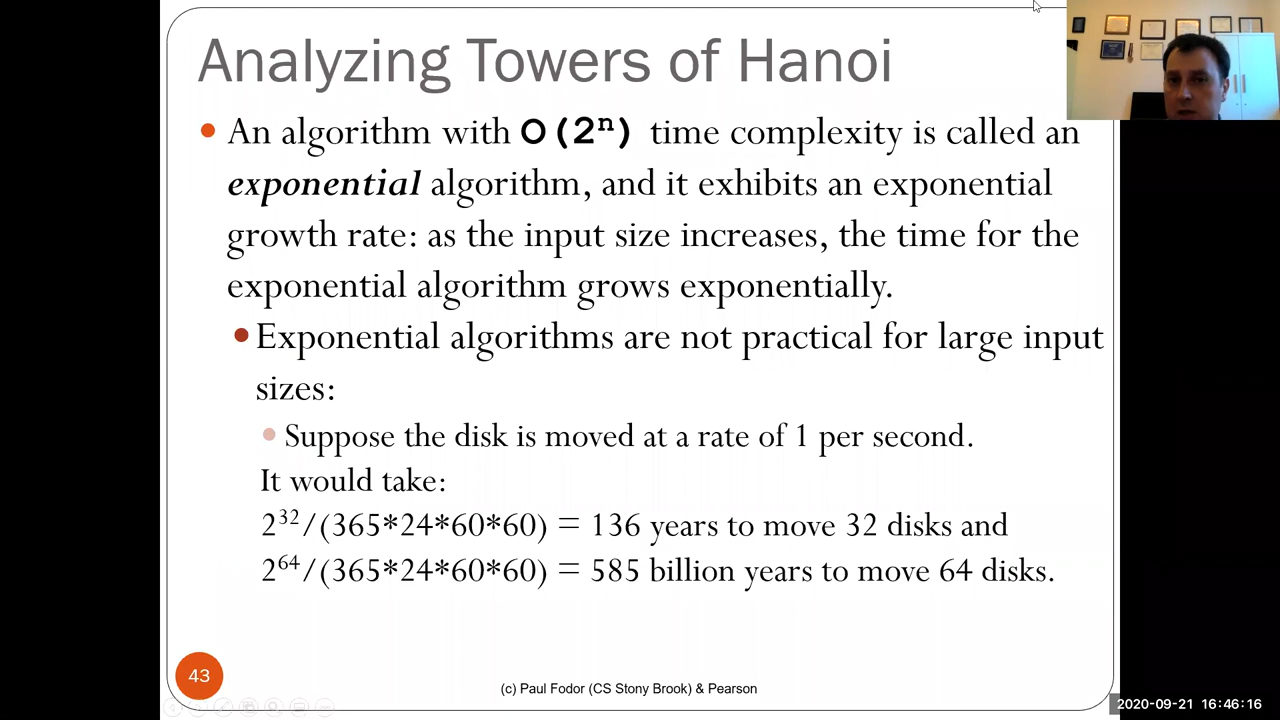 Analyzing Towers of Hanoi
An algorithm with O(2ⁿ) time complexity is called an
exponential algorithm, and it exhibits an exponential
growth rate: as the input size increases, the time for the
exponential algorithm grows exponentially.
Exponential algorithms are not practical for large input
sizes:
Suppose the disk is moved at a rate of 1 per second.
It would take:
2³²/(365*24*60*60) = 136 years to move 32 disks and
2⁶⁴/(365*24*60*60) = 585 billion years to move 64 disks.
43
(c) Paul Fodor (CS Stony Brook) & Pearson
2020-09-21 16:46:16